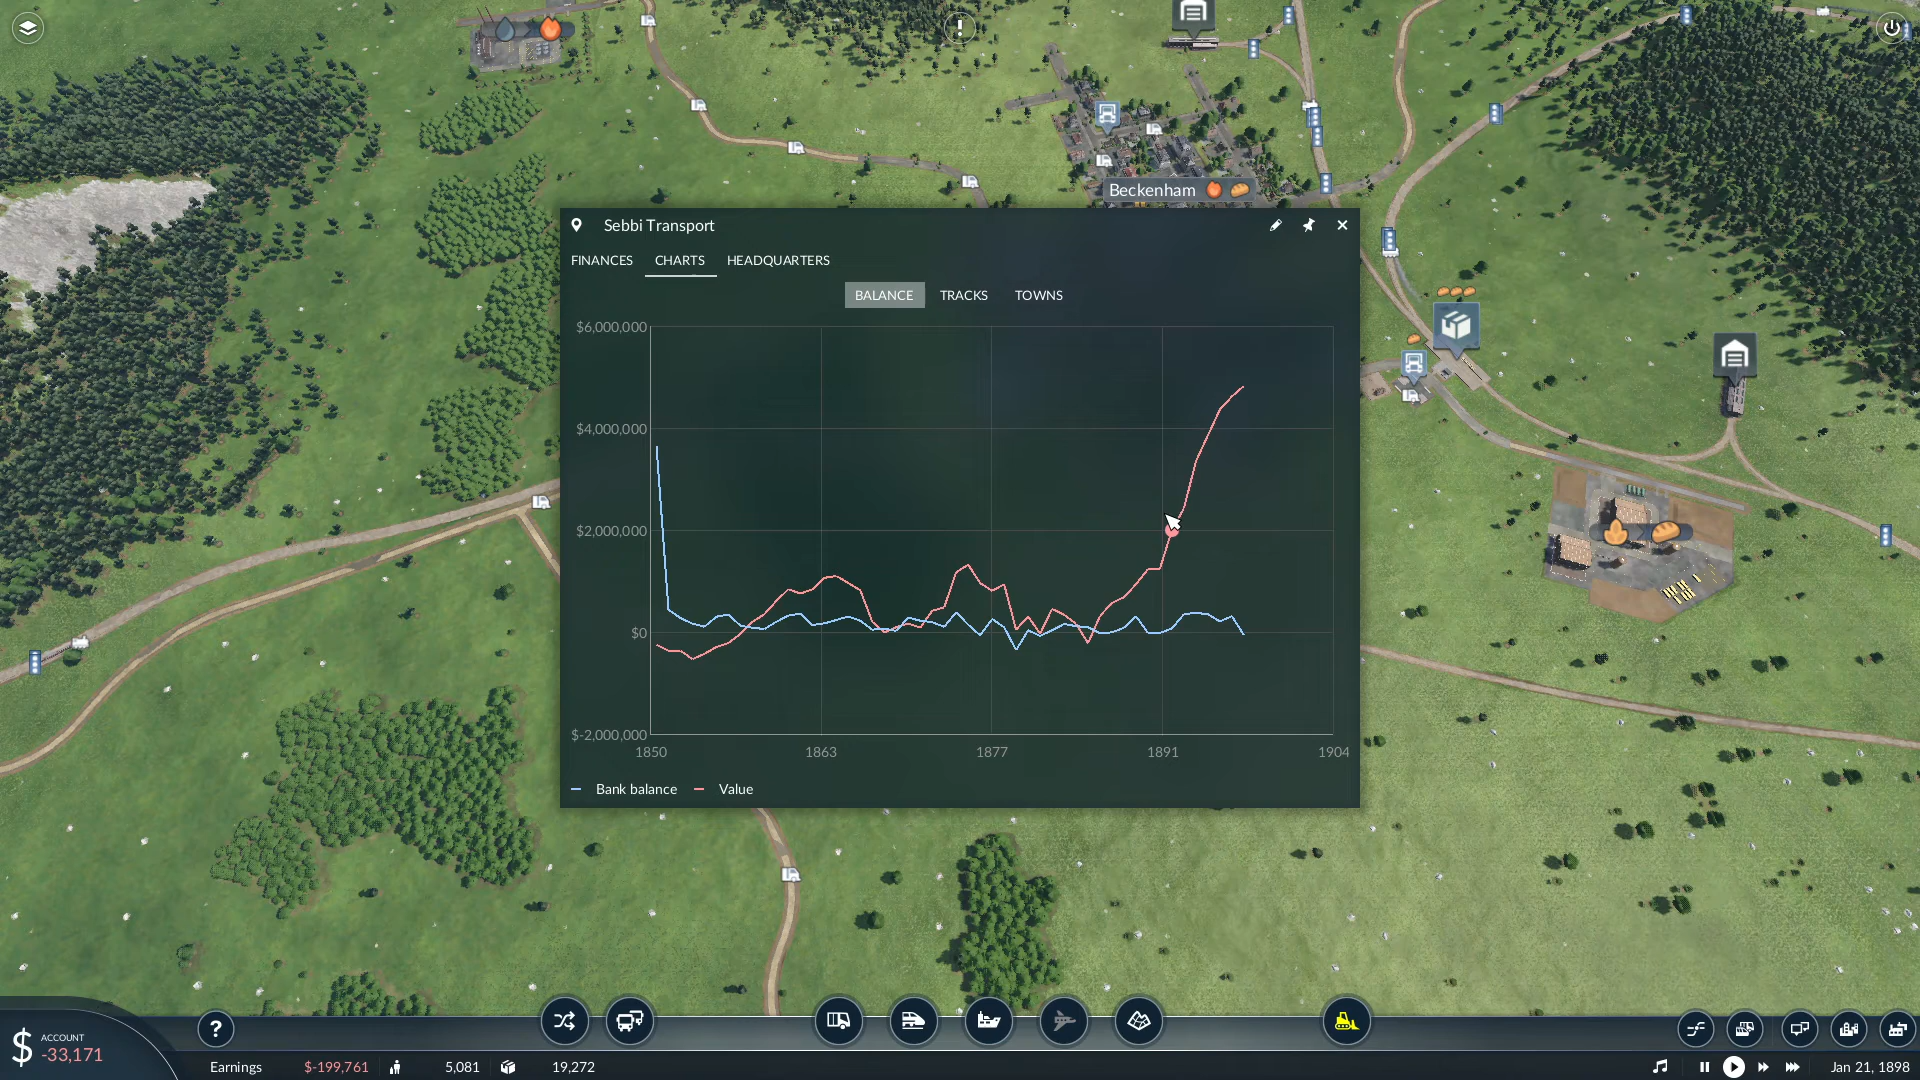 Beckenham
Sebbi Transport
FINANCES CHARTS HEADQUARTERS
BALANCE TRACKS TOWNS
$6,000,000
$4,000,000
$2,000,000
$0
$-2,000,000
1850 1863 1877 1891 1904
Bank balance Value
$ ACCOUNT
-33,171
?
Earnings $-199,761 5,081 19,272 Jan 21, 1898